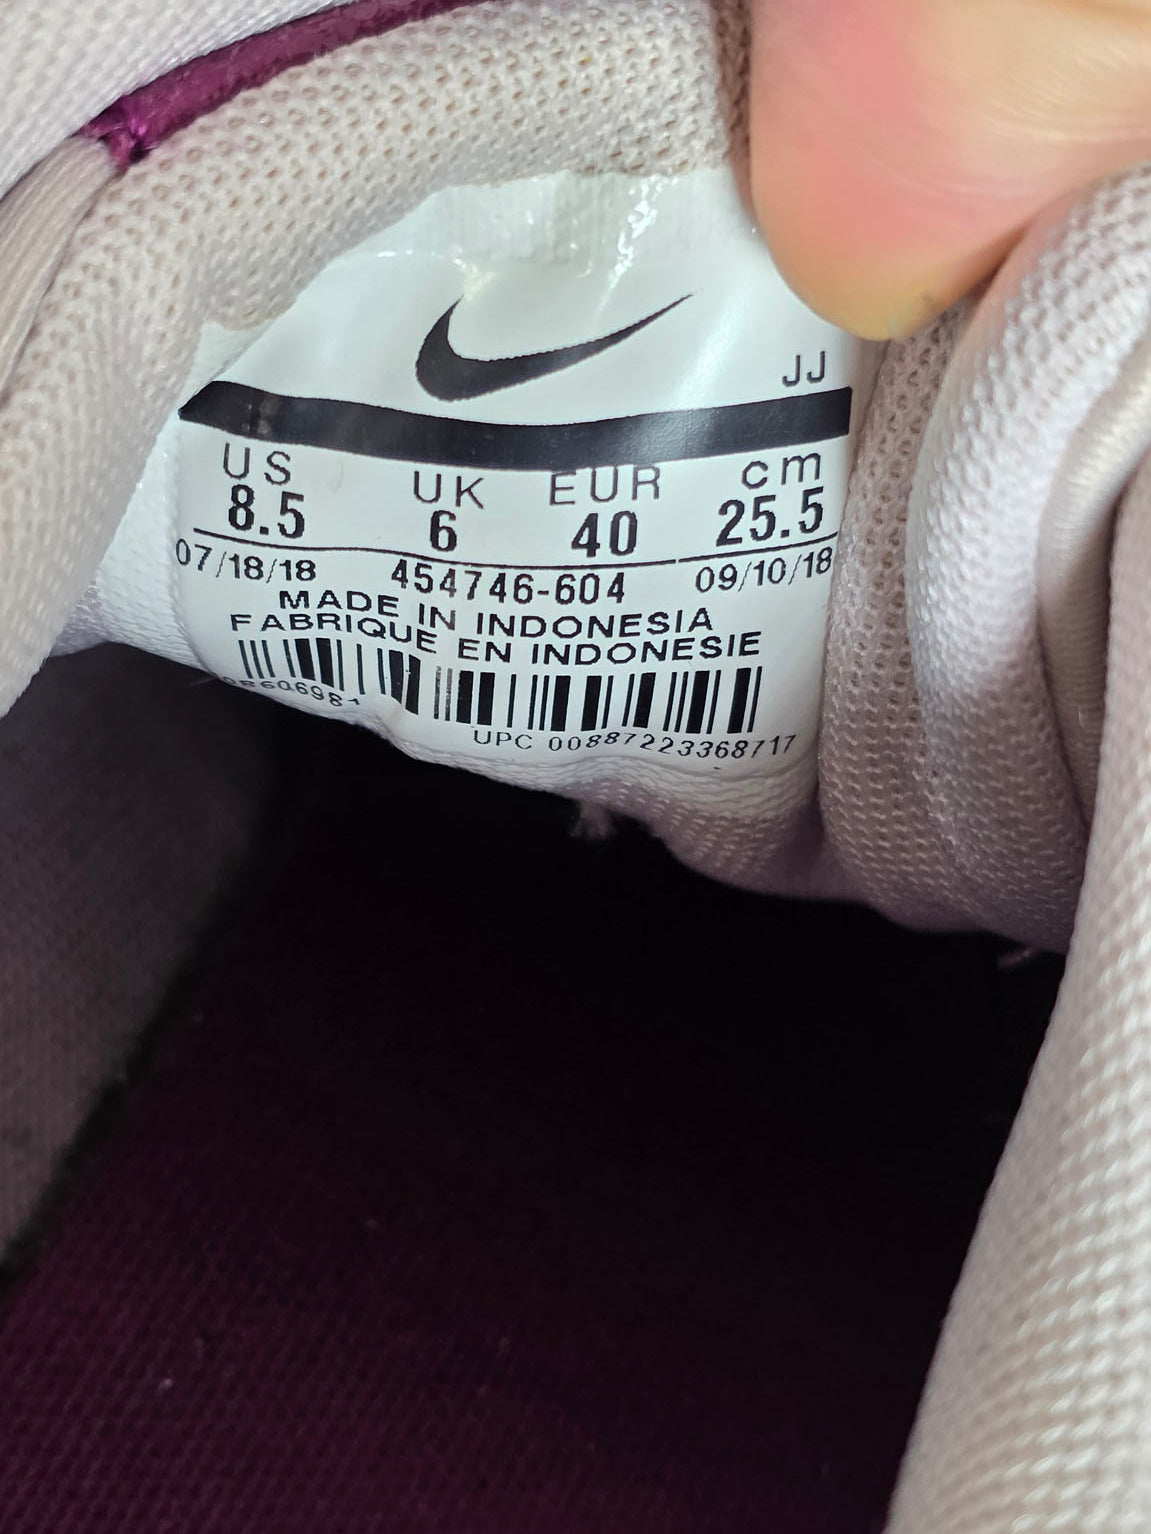 JJ
US UK EUR cm
8.5 6 40 25.5
07/18/18 454746-604 09/10/18
MADE IN INDONESIA
FABRIQUE EN INDONESIE
UPC 00887223368717